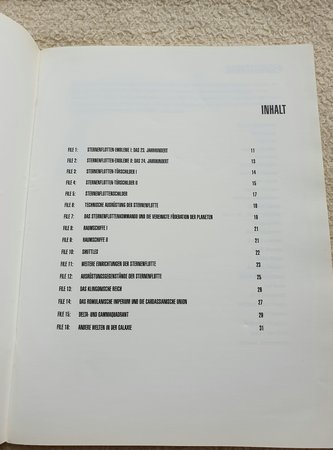 INHALT
FILE 1: STERNENFLOTTEN-EMBLEME I: DAS 23. JAHRHUNDERT 11
FILE 2: STERNENFLOTTEN-EMBLEME II: DAS 24. JAHRHUNDERT 13
FILE 3: STERNENFLOTTEN-TÜRSCHILDER I 14
FILE 4: STERNENFLOTTEN-TÜRSCHILDER II 15
FILE 5: STERNENFLOTTENSCHILDER 17
FILE 6: TECHNISCHE AUSRÜSTUNG DER STERNENFLOTTE 18
FILE 7: DAS STERNENFLOTTENKOMMANDO UND DIE VEREINIGTE FÖDERATION DER PLANETEN 19
FILE 8: RAUMSCHIFFE I 21
FILE 9: RAUMSCHIFFE II 21
FILE 10: SHUTTLES 22
FILE 11: WEITERE EINRICHTUNGEN DER STERNENFLOTTE 23
FILE 12: AUSRÜSTUNGSGEGENSTÄNDE DER STERNENFLOTTE 25
FILE 13: DAS KLINGONISCHE REICH 26
FILE 14: DAS ROMULANISCHE IMPERIUM UND DIE CARDASSIANISCHE UNION 27
FILE 15: DELTA- UND GAMMAQUADRANT 29
FILE 16: ANDERE WELTEN IN DER GALAXIE 31